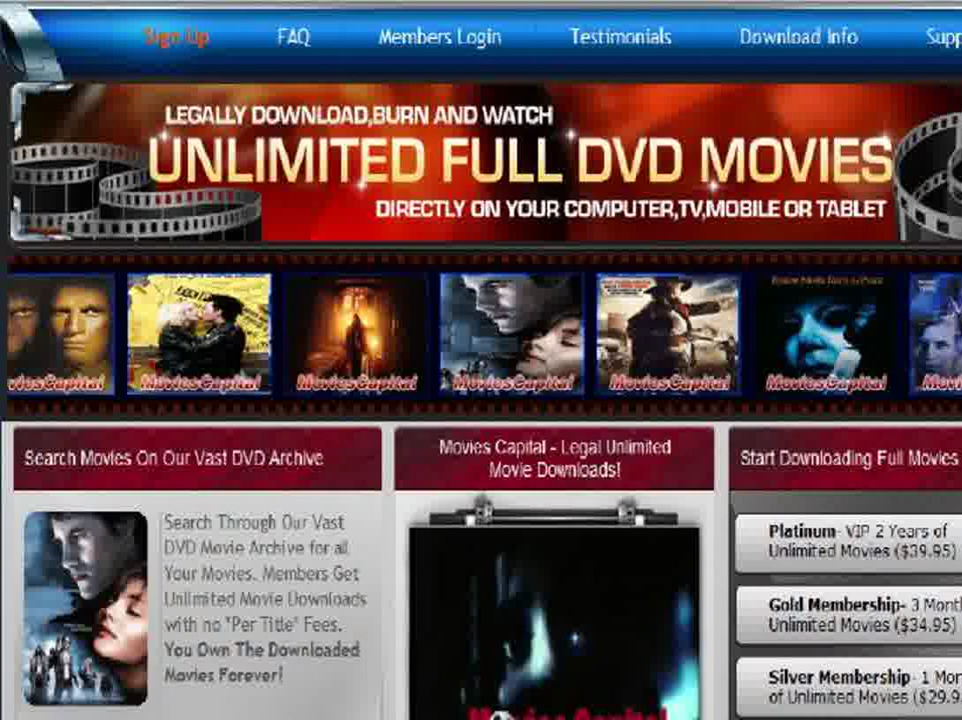 Sign Up FAQ Members Login Testimonials Download Info Supp
LEGALLY DOWNLOAD,BURN AND WATCH
UNLIMITED FULL DVD MOVIES
DIRECTLY ON YOUR COMPUTER,TV,MOBILE OR TABLET
MoviesCapital MoviesCapital MoviesCapital MoviesCapital MoviesCapital
Search Movies On Our Vast DVD Archive
Search Through Our Vast
DVD Movie Archive for all
Your Movies. Members Get
Unlimited Movie Downloads
with no "Per Title" Fees.
You Own The Downloaded
Movies Forever!
Movies Capital - Legal Unlimited
Movie Downloads!
Start Downloading Full Movies
Platinum- VIP 2 Years of
Unlimited Movies ($39.95)
Gold Membership- 3 Mont
Unlimited Movies ($34.95)
Silver Membership- 1 Mon
of Unlimited Movies ($29.9